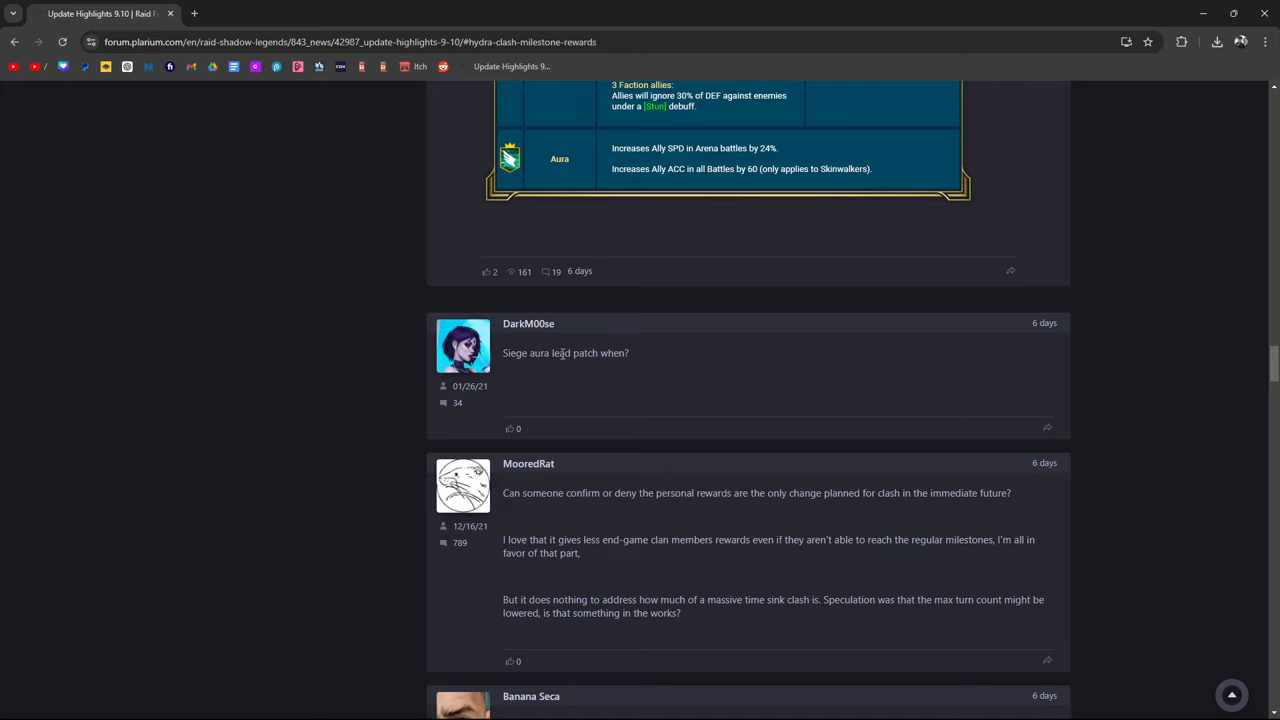 Update Highlights 9.10 | Raid Fo
forum.plarium.com/en/raid-shadow-legends/843_news/42987_update-highlights-9-10/#hydra-clash-milestone-rewards
/ Itch Update Highlights 9...
3 Faction allies:
Allies will ignore 30% of DEF against enemies
under a [Stun] debuff.
Aura
Increases Ally SPD in Arena battles by 24%.
Increases Ally ACC in all Battles by 60 (only applies to Skinwalkers).
2 161 19 6 days
DarkM00se 6 days
Siege aura lead patch when?
01/26/21
34
0
MooredRat 6 days
Can someone confirm or deny the personal rewards are the only change planned for clash in the immediate future?
12/16/21
789
I love that it gives less end-game clan members rewards even if they aren't able to reach the regular milestones, I'm all in
favor of that part,
But it does nothing to address how much of a massive time sink clash is. Speculation was that the max turn count might be
lowered, is that something in the works?
0
Banana Seca 6 days